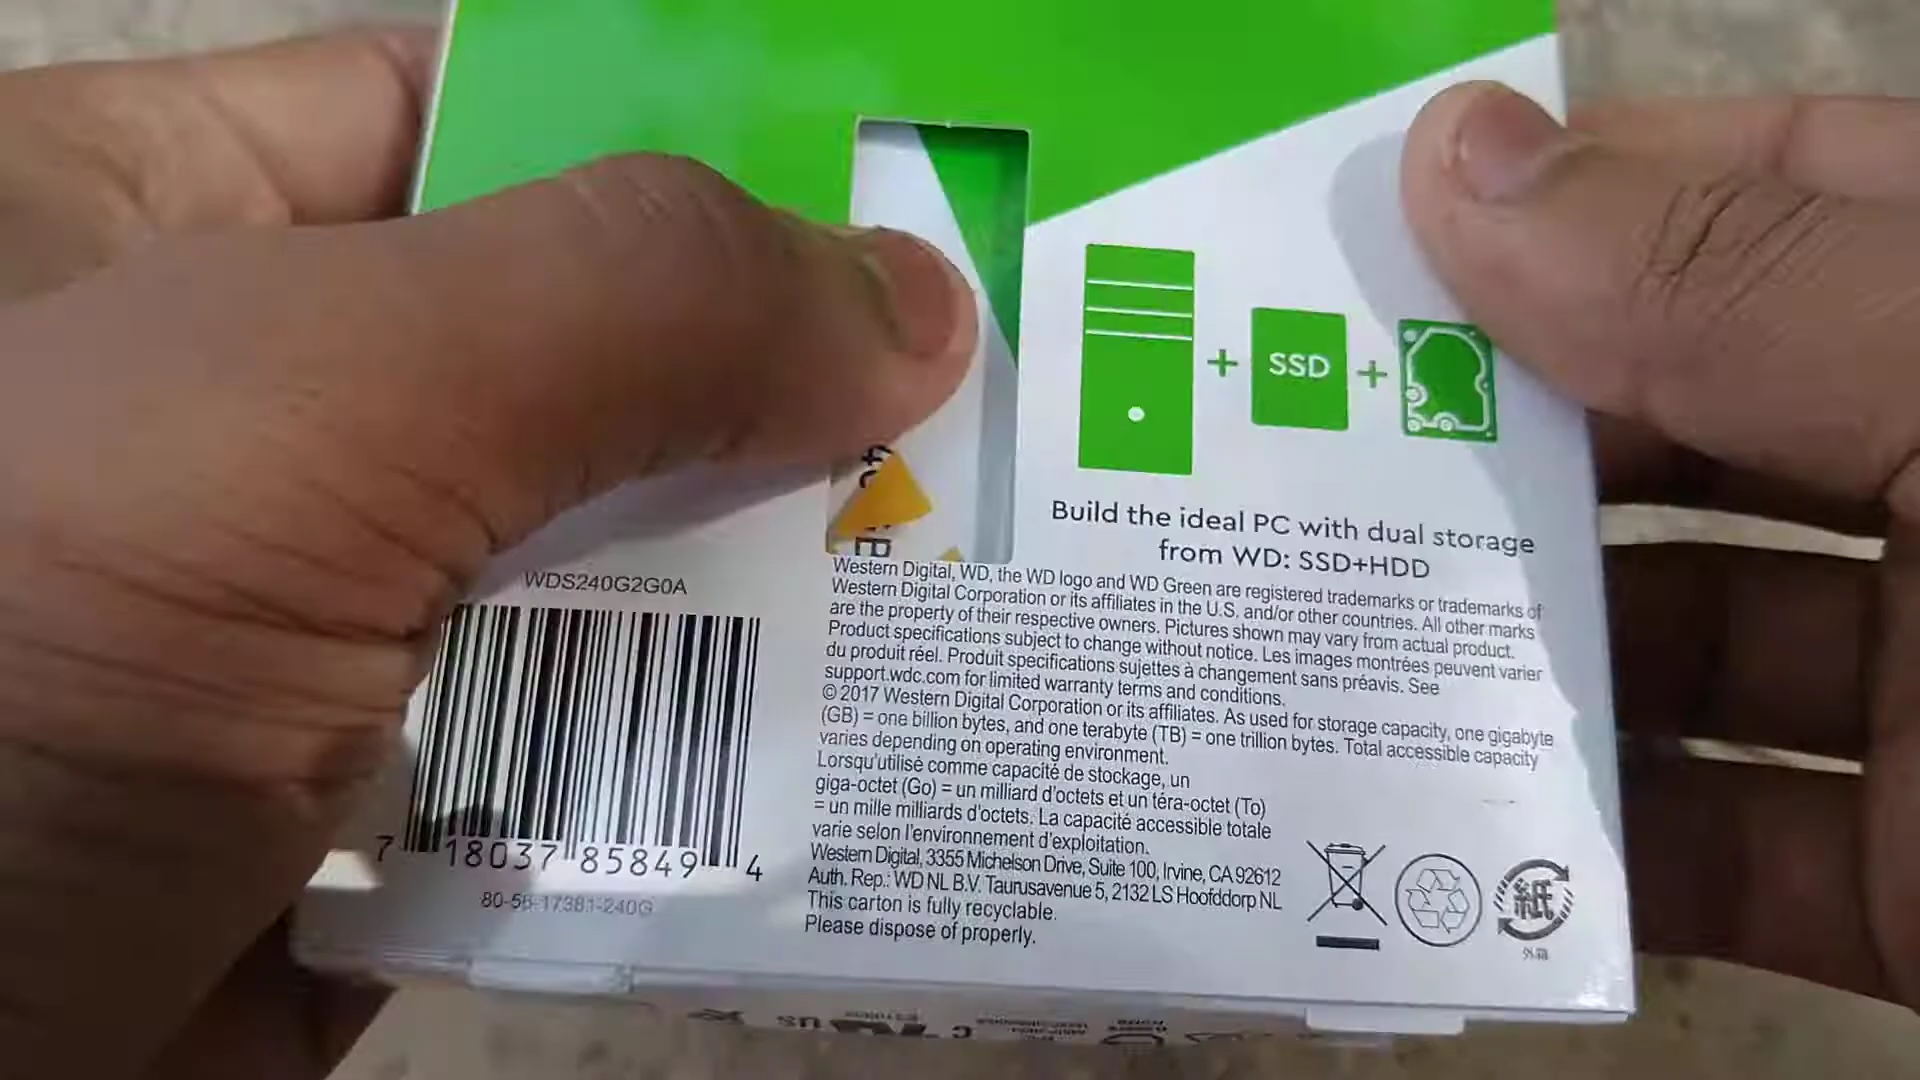 SSD
Build the ideal PC with dual storage
from WD: SSD+HDD
WDS240G2G0A
7 18037 85849 4
80-56-17381-240G
Western Digital, WD, the WD logo and WD Green are registered trademarks or trademarks of
Western Digital Corporation or its affiliates in the U.S. and/or other countries. All other marks
are the property of their respective owners. Pictures shown may vary from actual product.
Product specifications subject to change without notice. Les images montrées peuvent varier
du produit réel. Produit specifications sujettes à changement sans préavis. See
support.wdc.com for limited warranty terms and conditions.
© 2017 Western Digital Corporation or its affiliates. As used for storage capacity, one gigabyte
(GB) = one billion bytes, and one terabyte (TB) = one trillion bytes. Total accessible capacity
varies depending on operating environment.
Lorsqu'utilisé comme capacité de stockage, un
giga-octet (Go) = un milliard d'octets et un téra-octet (To)
= un mille milliards d'octets. La capacité accessible totale
varie selon l'environnement d'exploitation.
Western Digital, 3355 Michelson Drive, Suite 100, Irvine, CA 92612
Auth. Rep.: WD NL B.V. Taurusavenue 5, 2132 LS Hoofddorp NL
This carton is fully recyclable.
Please dispose of properly.
紙